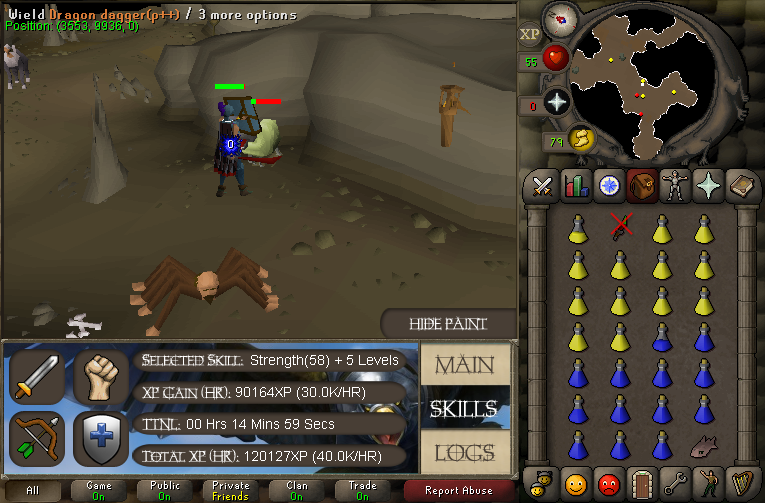 Wield Dragon dagger(p++) / 3 more options
Position: (3553, 9936, 0)
XP
55
0
79
0
HIDE PAINT
Selected Skill: Strength(58) + 5 Levels
XP Gain (HR): 90164XP (30.0K/HR)
TTNL: 00 Hrs 14 Mins 59 Secs
Total XP (HR): 120127XP (40.0K/HR)
MAIN
SKILLS
LOGS
All
Game
On
Public
On
Private
Friends
Clan
On
Trade
On
Report Abuse